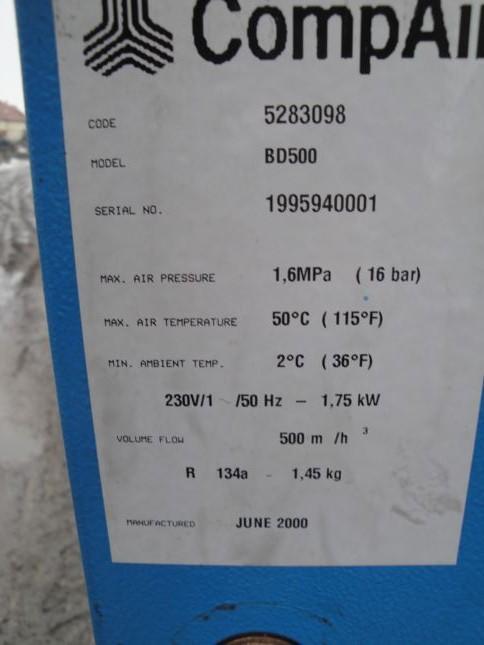 CompAir
CODE 5283098
MODEL BD500
SERIAL NO. 1995940001
MAX. AIR PRESSURE 1,6MPa ( 16 bar)
MAX. AIR TEMPERATURE 50°C ( 115°F)
MIN. AMBIENT TEMP. 2°C ( 36°F)
230V/1 ~ /50 Hz – 1,75 kW
VOLUME FLOW 500 m /h ³
R 134a - 1,45 kg
MANUFACTURED JUNE 2000